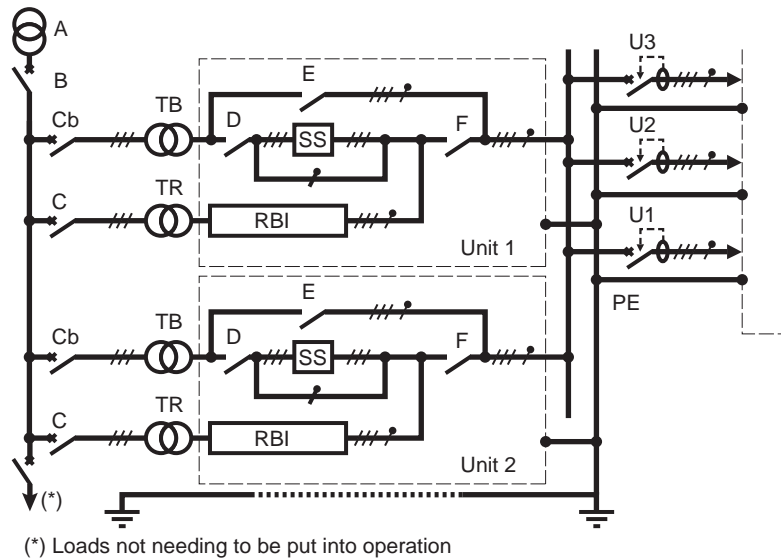 A
B
U3
E
TB
Cb
D
SS
F
U2
TR
C
RBI
U1
Unit 1
PE
E
TB
Cb
D
SS
F
TR
C
RBI
Unit 2
(*)
(*) Loads not needing to be put into operation